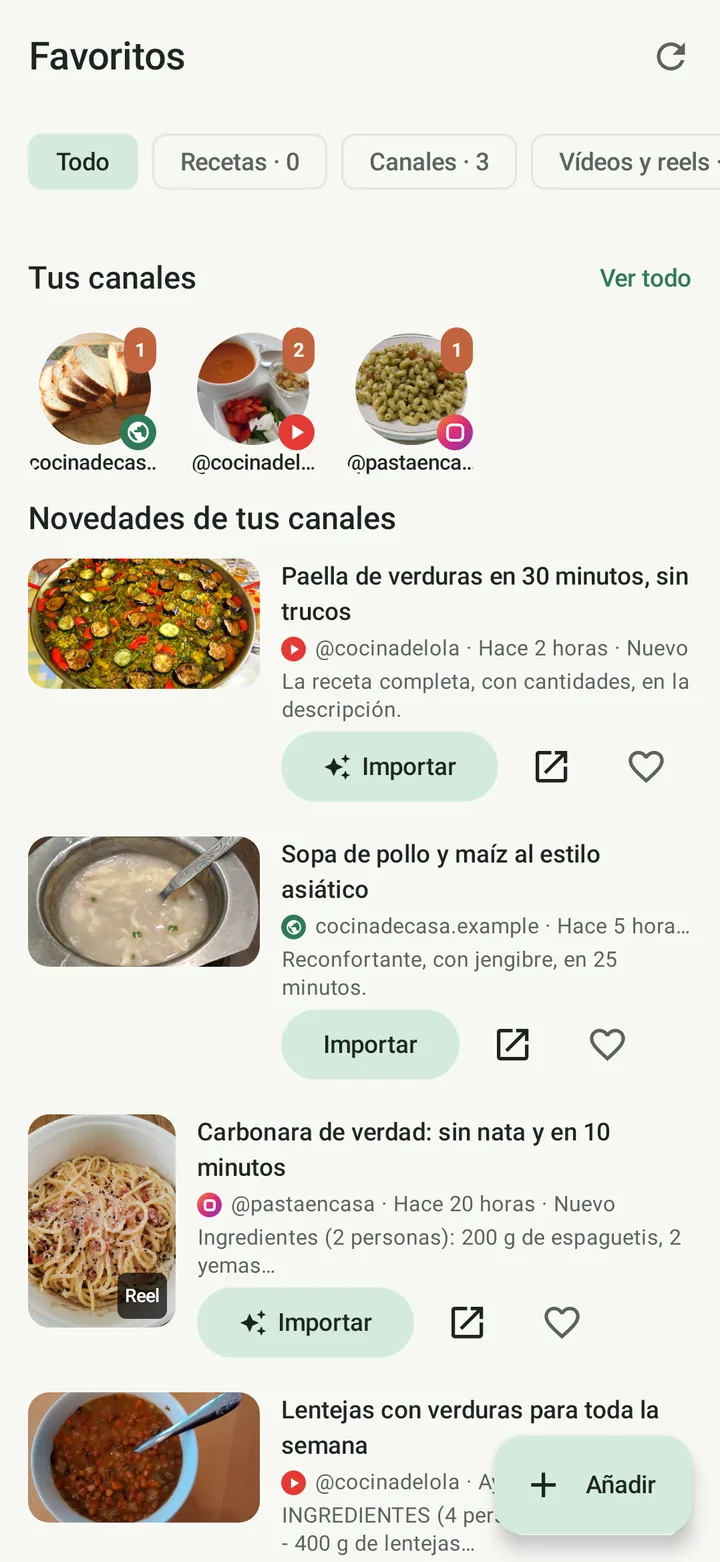 Favoritos
Todo
Recetas · 0
Canales · 3
Vídeos y reels ·
Tus canales
Ver todo
1
2
1
cocinadecas..
@cocinadel...
@pastaenca..
Novedades de tus canales
Paella de verduras en 30 minutos, sin
trucos
@cocinadelola · Hace 2 horas · Nuevo
La receta completa, con cantidades, en la
descripción.
Importar
Sopa de pollo y maíz al estilo
asiático
cocinadecasa.example · Hace 5 hora...
Reconfortante, con jengibre, en 25
minutos.
Importar
Carbonara de verdad: sin nata y en 10
minutos
@pastaencasa · Hace 20 horas · Nuevo
Ingredientes (2 personas): 200 g de espaguetis, 2
yemas...
Reel
Importar
Lentejas con verduras para toda la
semana
@cocinadelola ·
INGREDIENTES (4
- 400 g de lentejas...
Añadir